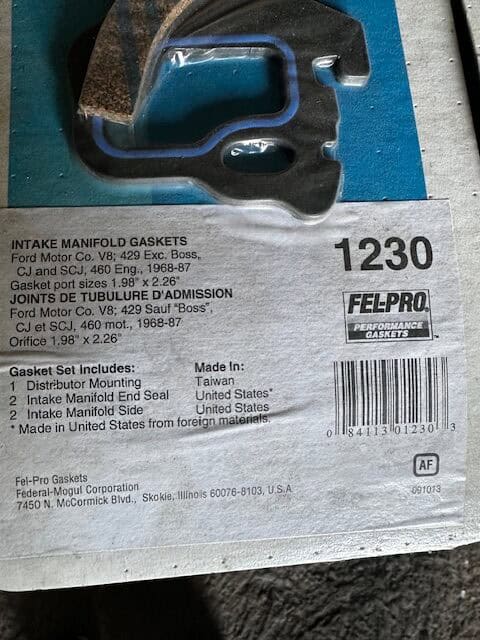 INTAKE MANIFOLD GASKETS
Ford Motor Co. V8; 429 Exc. Boss,
CJ and SCJ, 460 Eng., 1968-87
Gasket port sizes 1.98" x 2.26"
JOINTS DE TUBULURE D'ADMISSION
Ford Motor Co. V8; 429 Sauf "Boss",
CJ et SCJ, 460 mot., 1968-87
Orifice 1.98" x 2.26"
1230
FEL-PRO
PERFORMANCE
GASKETS
Gasket Set Includes: Made In:
1 Distributor Mounting Taiwan
2 Intake Manifold End Seal United States*
2 Intake Manifold Side United States
* Made in United States from foreign materials.
0 84113 01230 3
AF
091013
Fel-Pro Gaskets
Federal-Mogul Corporation
7450 N. McCormick Blvd., Skokie, Illinois 60076-8103, U.S.A.